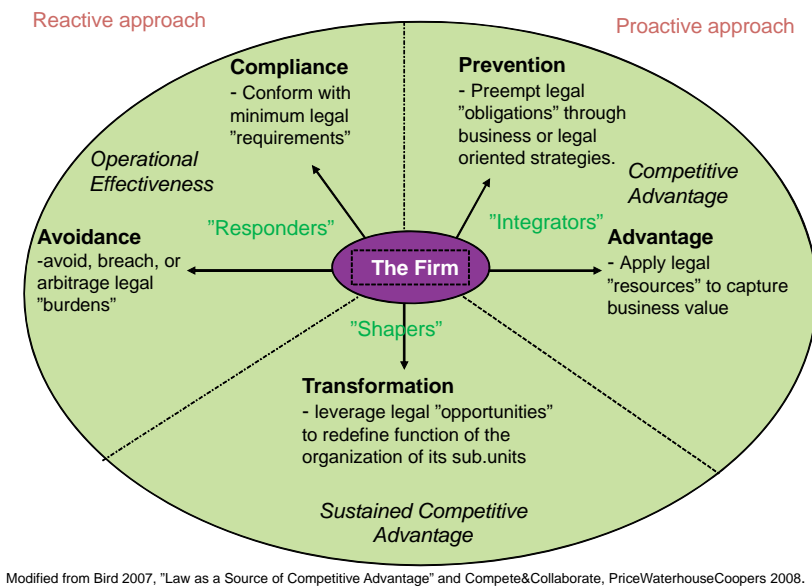 Reactive approach
Proactive approach
Compliance
- Conform with
minimum legal
”requirements”
Prevention
- Preempt legal
”obligations” through
business or legal
oriented strategies.
Operational
Effectiveness
Competitive
Advantage
”Responders”
”Integrators”
Avoidance
-avoid, breach, or
arbitrage legal
”burdens”
The Firm
Advantage
- Apply legal
”resources” to capture
business value
”Shapers”
Transformation
- leverage legal ”opportunities”
to redefine function of the
organization of its sub.units
Sustained Competitive
Advantage
Modified from Bird 2007, ”Law as a Source of Competitive Advantage” and Compete&Collaborate, PriceWaterhouseCoopers 2008.